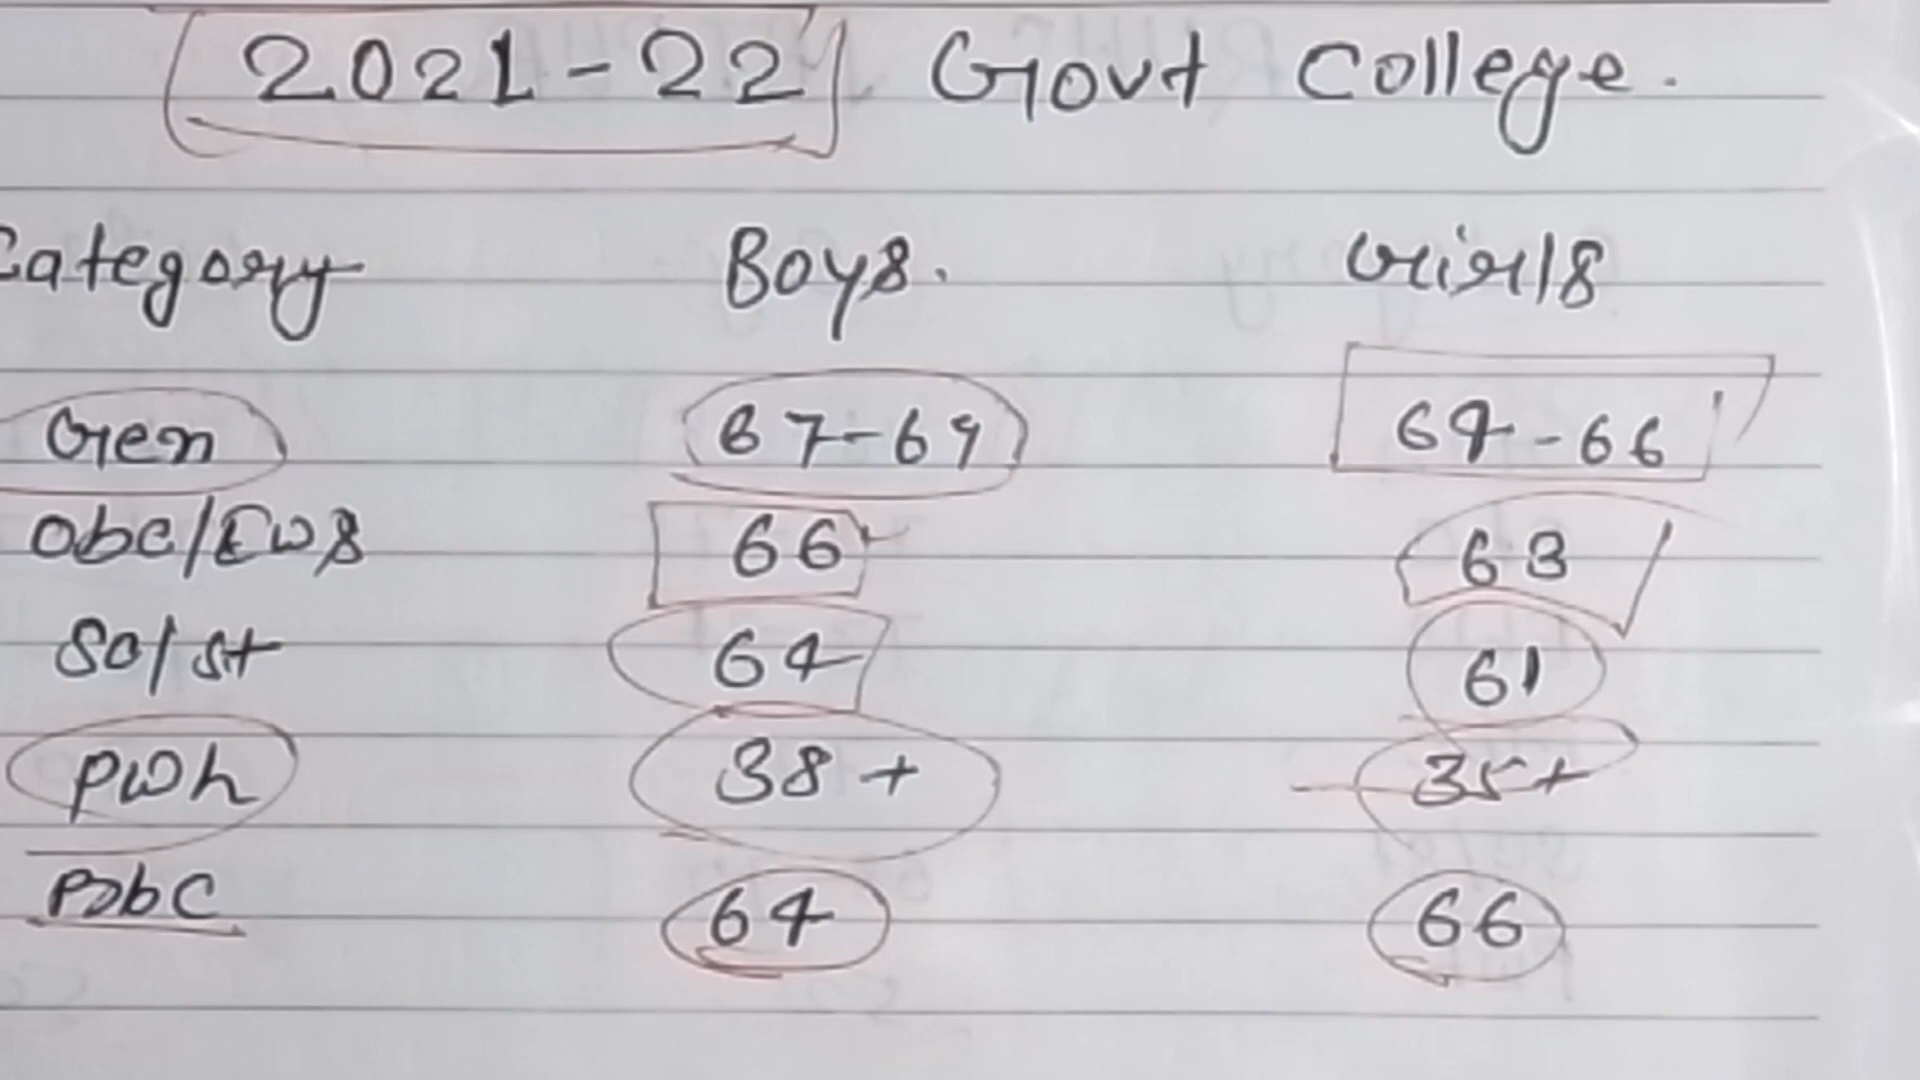 2021-22 Govt College.
Category Boys. Girls
Gen 67-69 64-66
Obc/Ews 66 63
Sc/St 64 61
pwh 38+ 35+
64 66